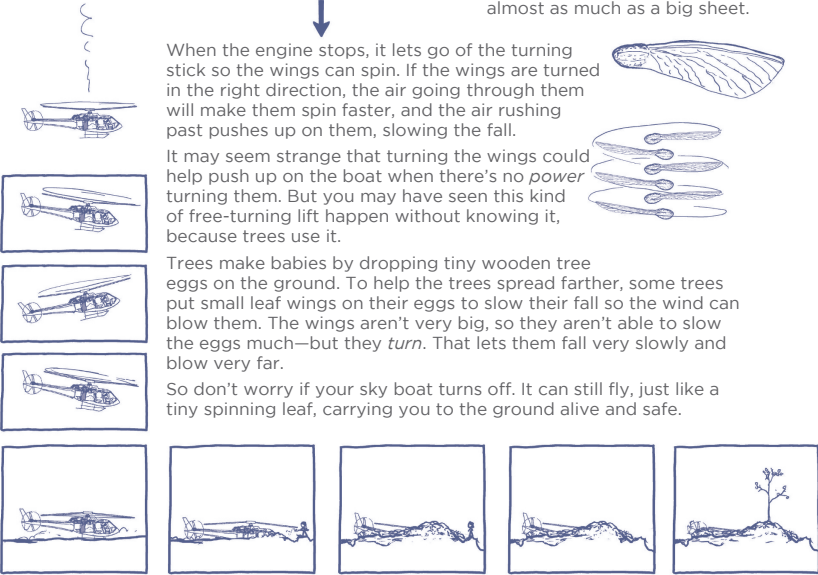 almost as much as a big sheet.
When the engine stops, it lets go of the turning
stick so the wings can spin. If the wings are turned
in the right direction, the air going through them
will make them spin faster, and the air rushing
past pushes up on them, slowing the fall.
It may seem strange that turning the wings could
help push up on the boat when there's no power
turning them. But you may have seen this kind
of free-turning lift happen without knowing it,
because trees use it.
Trees make babies by dropping tiny wooden tree
eggs on the ground. To help the trees spread farther, some trees
put small leaf wings on their eggs to slow their fall so the wind can
blow them. The wings aren't very big, so they aren't able to slow
the eggs much—but they turn. That lets them fall very slowly and
blow very far.
So don't worry if your sky boat turns off. It can still fly, just like a
tiny spinning leaf, carrying you to the ground alive and safe.